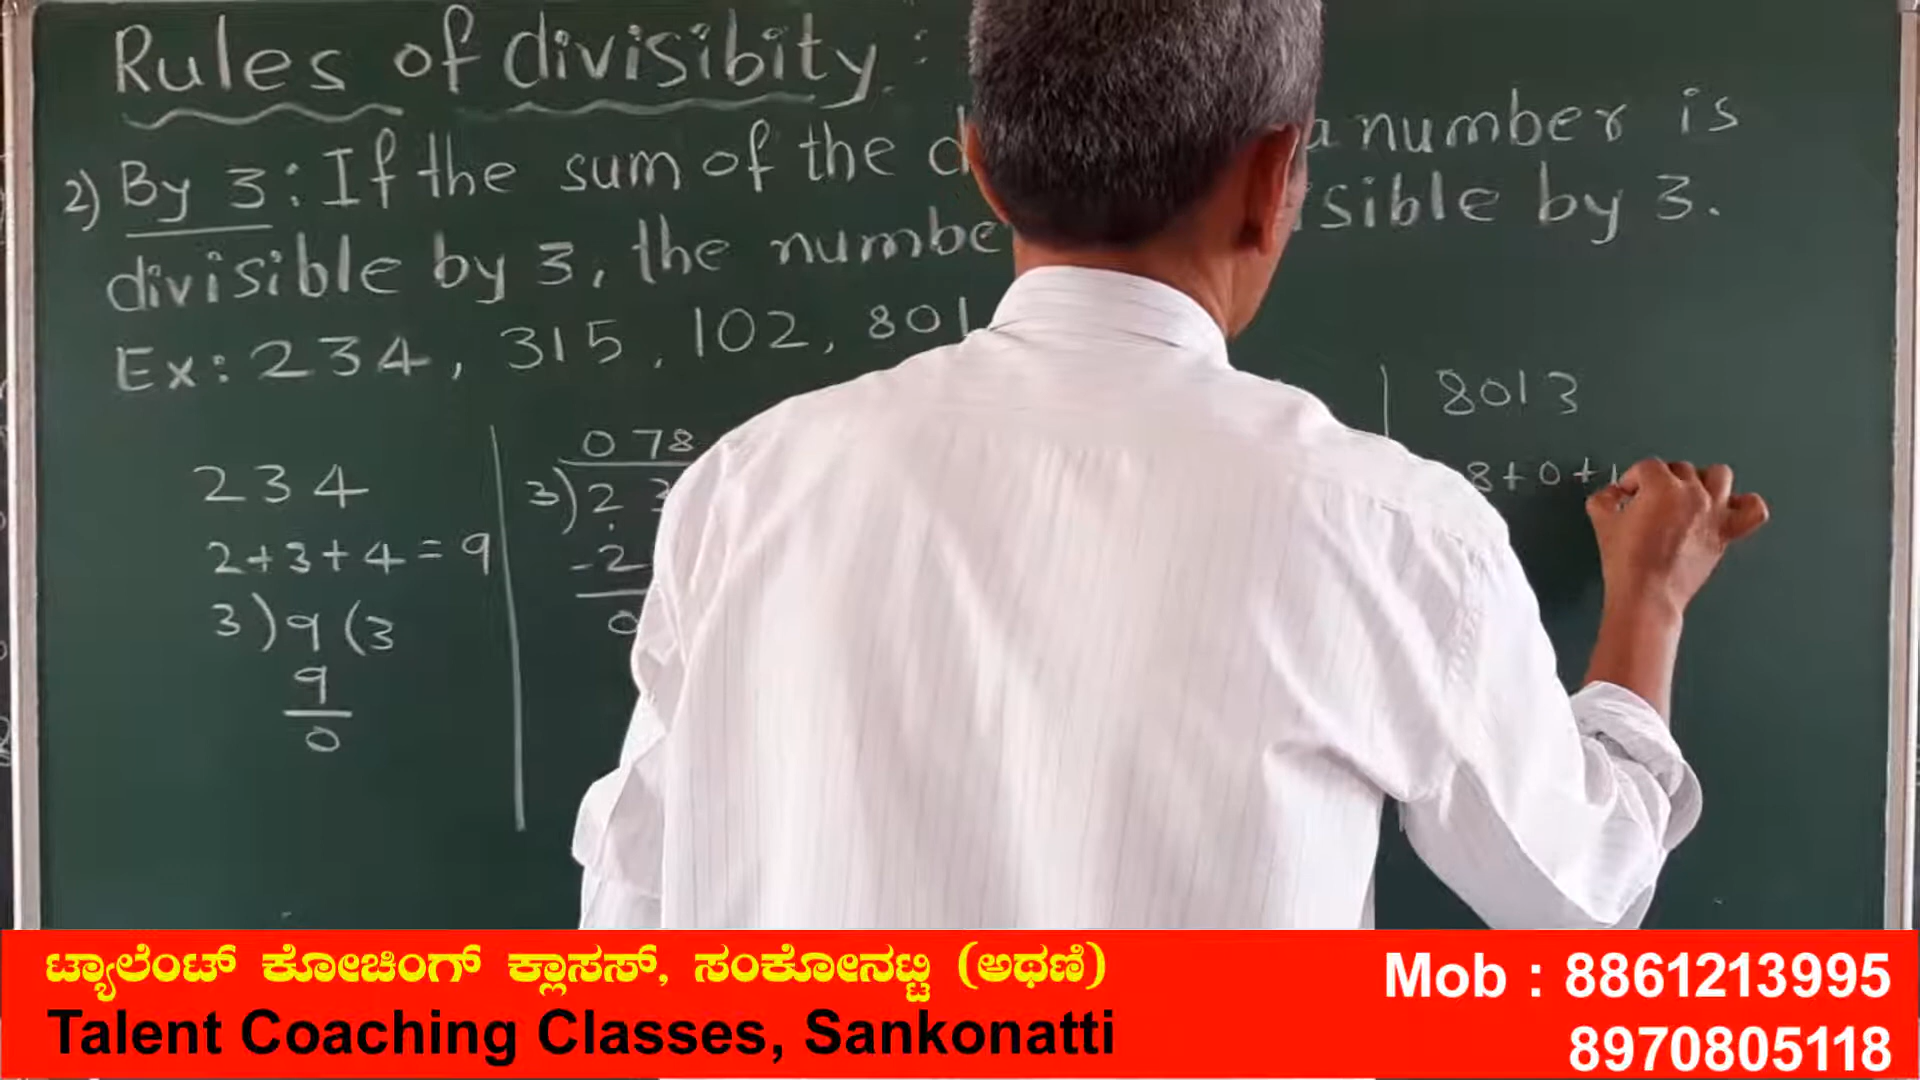 Rules of divisibity :
2) By 3 : If the sum of the a number is
divisible by 3, the by 3.
Ex: 234, 315, 102, 801
234
2+3+4=9
3)9(3
9
0
078
3)2
-2
0
8013
8+0+1
ಟ್ಯಾಲೆಂಟ್ ಕೋಚಿಂಗ್ ಕ್ಲಾಸಸ್, ಸಂಕೋನಟ್ಟಿ (ಅಥಣಿ)
Talent Coaching Classes, Sankonatti
Mob : 8861213995
8970805118